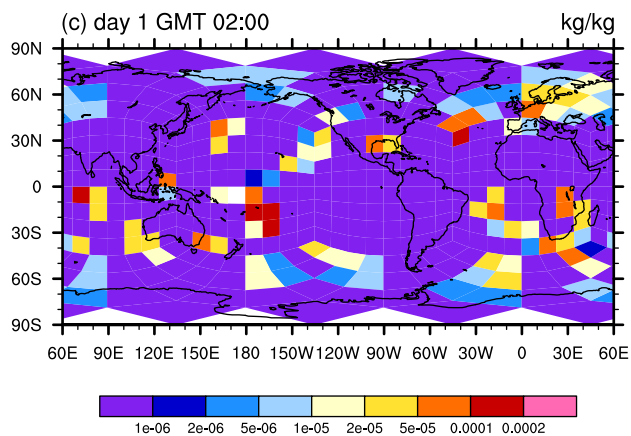 (c) day 1 GMT 02:00 kg/kg
90N
60N
30N
0
30S
60S
90S
60E 90E 120E 150E 180 150W 120W 90W 60W 30W 0 30E 60E
1e-06 2e-06 5e-06 1e-05 2e-05 5e-05 0.0001 0.0002